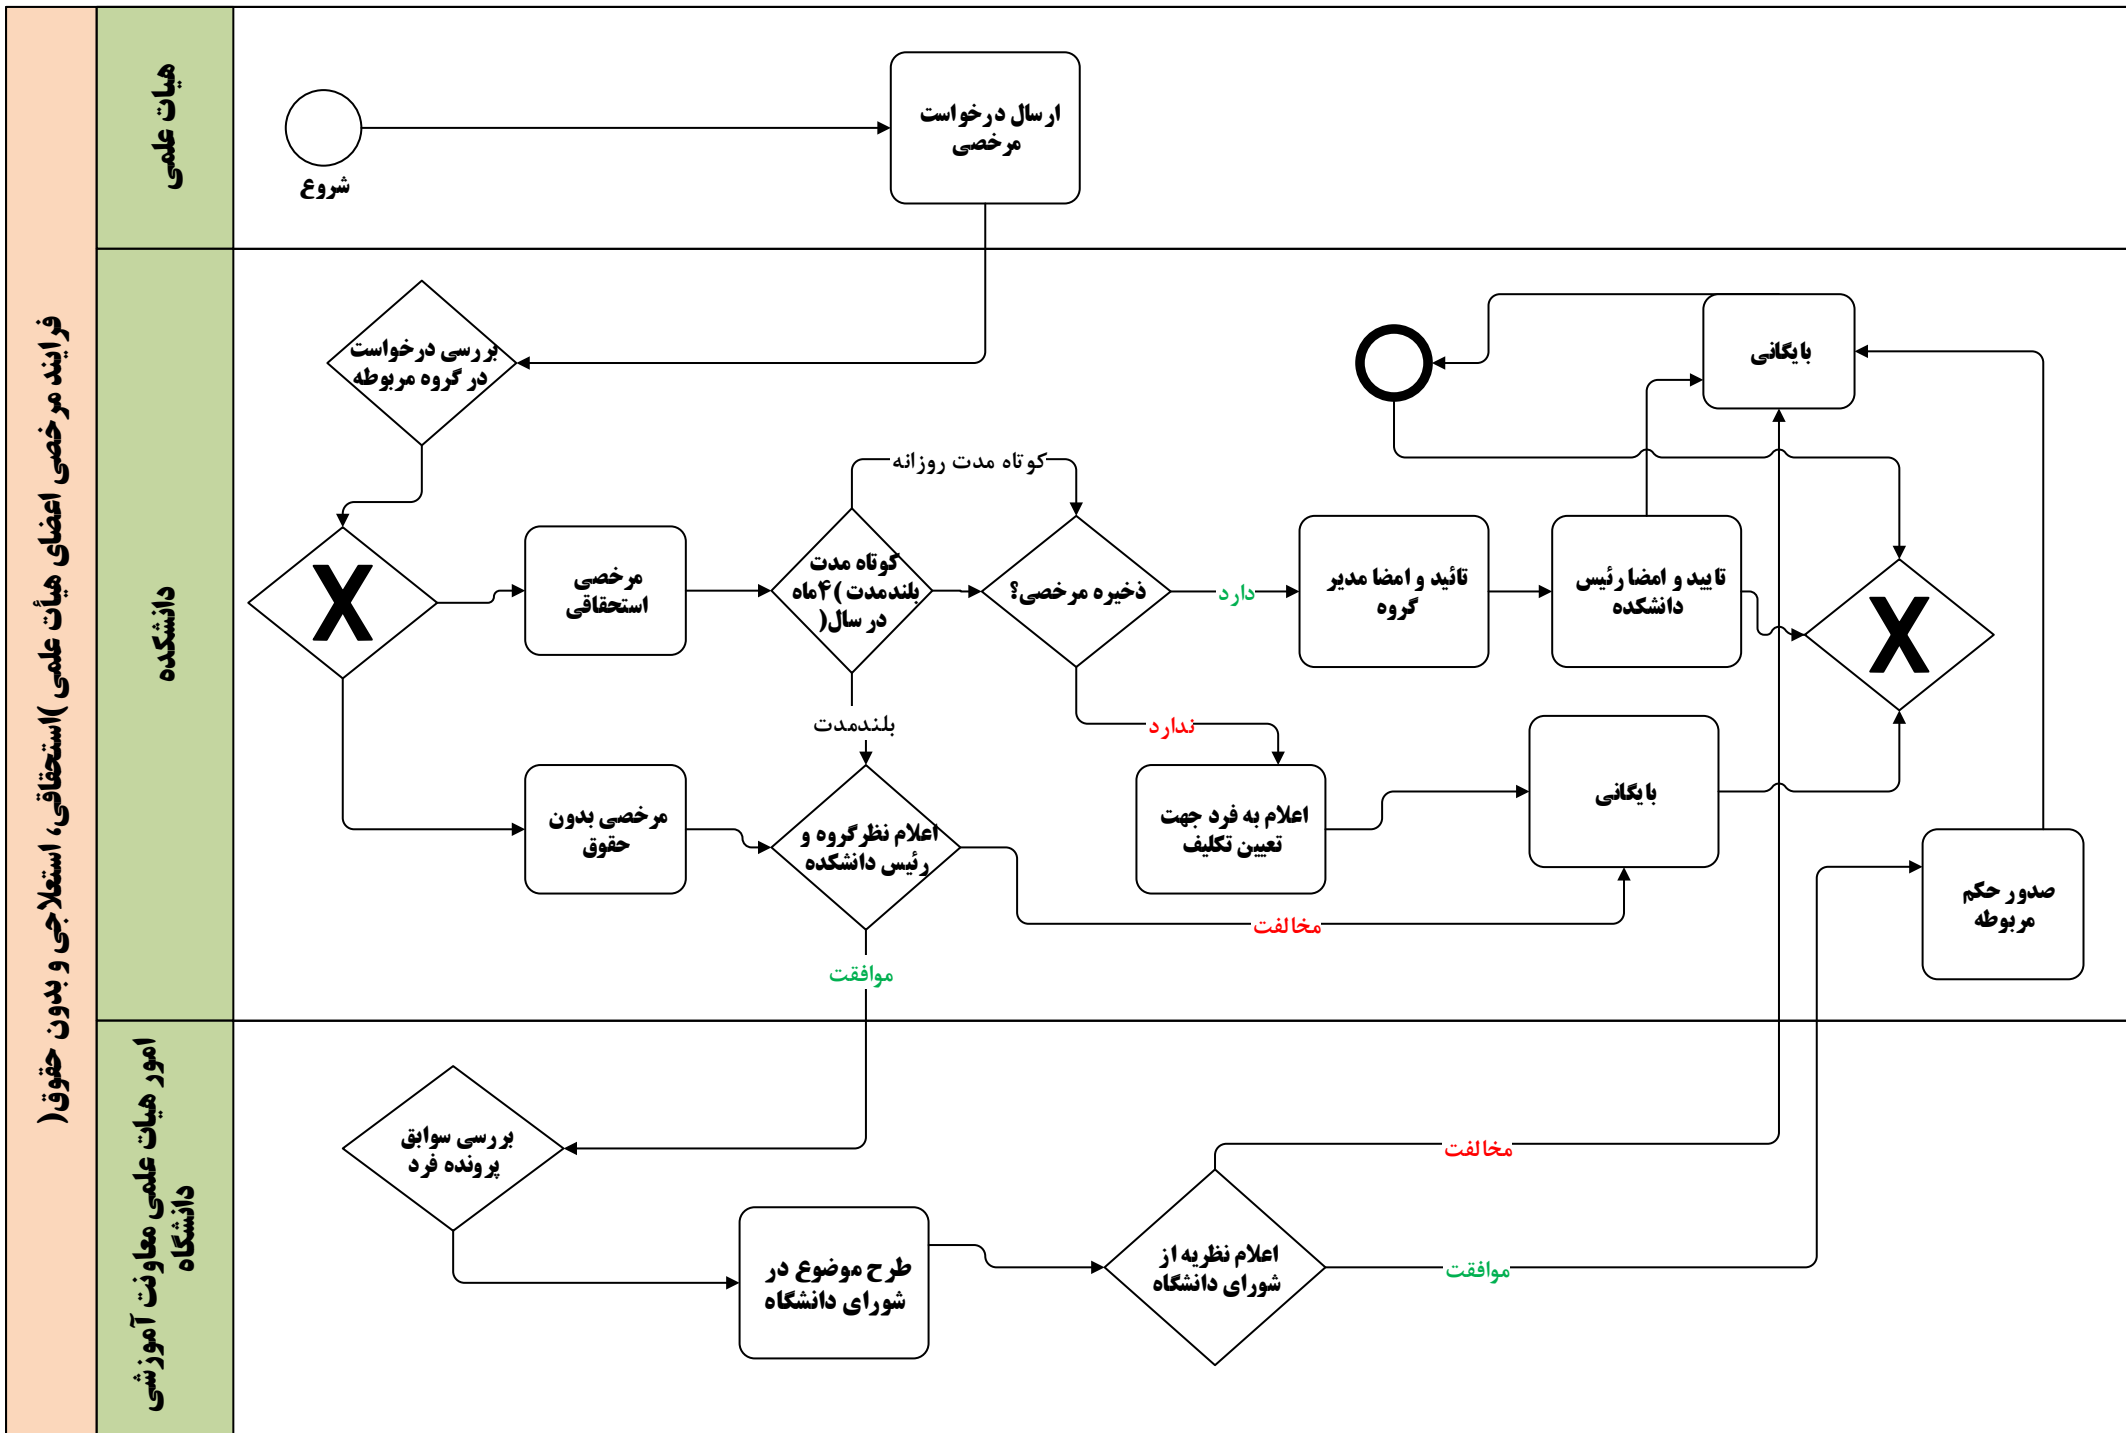 فرایند مرخصی اعضای هیأت علمی )استحقاقی، استعلاجی و بدون حقوق(
هیات علمی
شروع
ارسال درخواست
مرخصی
دانشکده
بررسی درخواست
در گروه مربوطه
X
مرخصی
استحقاقی
کوتاه مدت
بلندمدت )۴ماه
در سال(
کوتاه مدت روزانه
ذخیره مرخصی؟
دارد
تائید و امضا مدیر
گروه
تایید و امضا رئیس
دانشکده
بایگانی
X
بلندمدت
ندارد
مرخصی بدون
حقوق
اعلام نظرگروه و
رئیس دانشکده
اعلام به فرد جهت
تعیین تکلیف
بایگانی
مخالفت
موافقت
صدور حکم
مربوطه
امور هیات علمی معاونت آموزشی
دانشگاه
بررسی سوابق
پرونده فرد
طرح موضوع در
شورای دانشگاه
اعلام نظریه از
شورای دانشگاه
مخالفت
موافقت